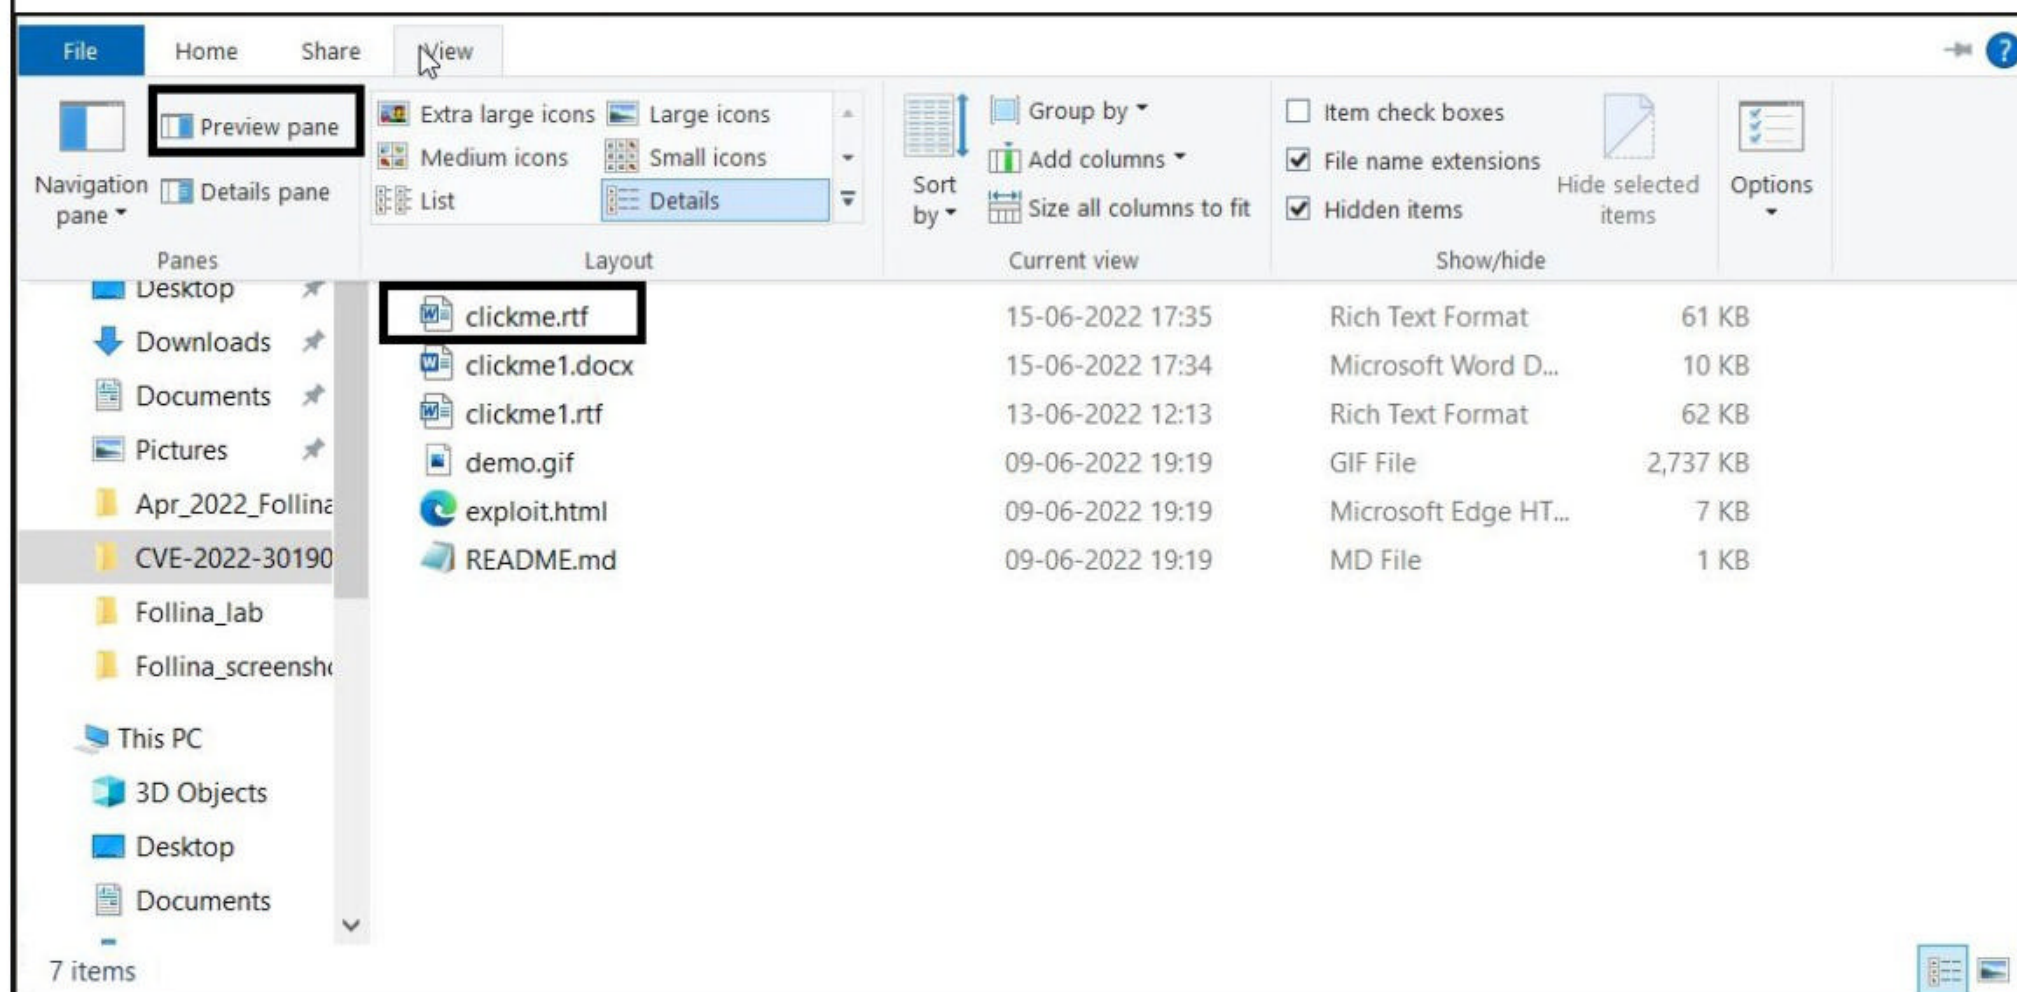 File Home Share View
Preview pane Extra large icons Large icons Group by Item check boxes
Medium icons Small icons Add columns File name extensions
Navigation pane Details pane List Details Sort by Size all columns to fit Hidden items Hide selected items Options
Panes Layout Current view Show/hide
Desktop
clickme.rtf 15-06-2022 17:35 Rich Text Format 61 KB
Downloads
clickme1.docx 15-06-2022 17:34 Microsoft Word D... 10 KB
Documents
clickme1.rtf 13-06-2022 12:13 Rich Text Format 62 KB
Pictures
demo.gif 09-06-2022 19:19 GIF File 2,737 KB
Apr_2022_Follina
exploit.html 09-06-2022 19:19 Microsoft Edge HT... 7 KB
CVE-2022-30190
README.md 09-06-2022 19:19 MD File 1 KB
Follina_lab
Follina_screensh
This PC
3D Objects
Desktop
Documents
7 items